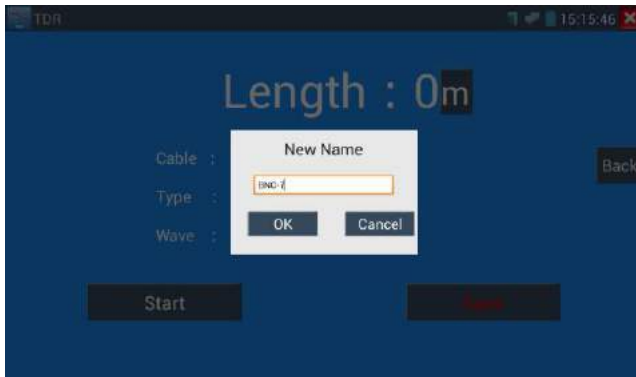 TDR
15:15:46
Length : 0m
New Name
BNC-7
OK
Cancel
Cable :
Type :
Wave :
Back
Start